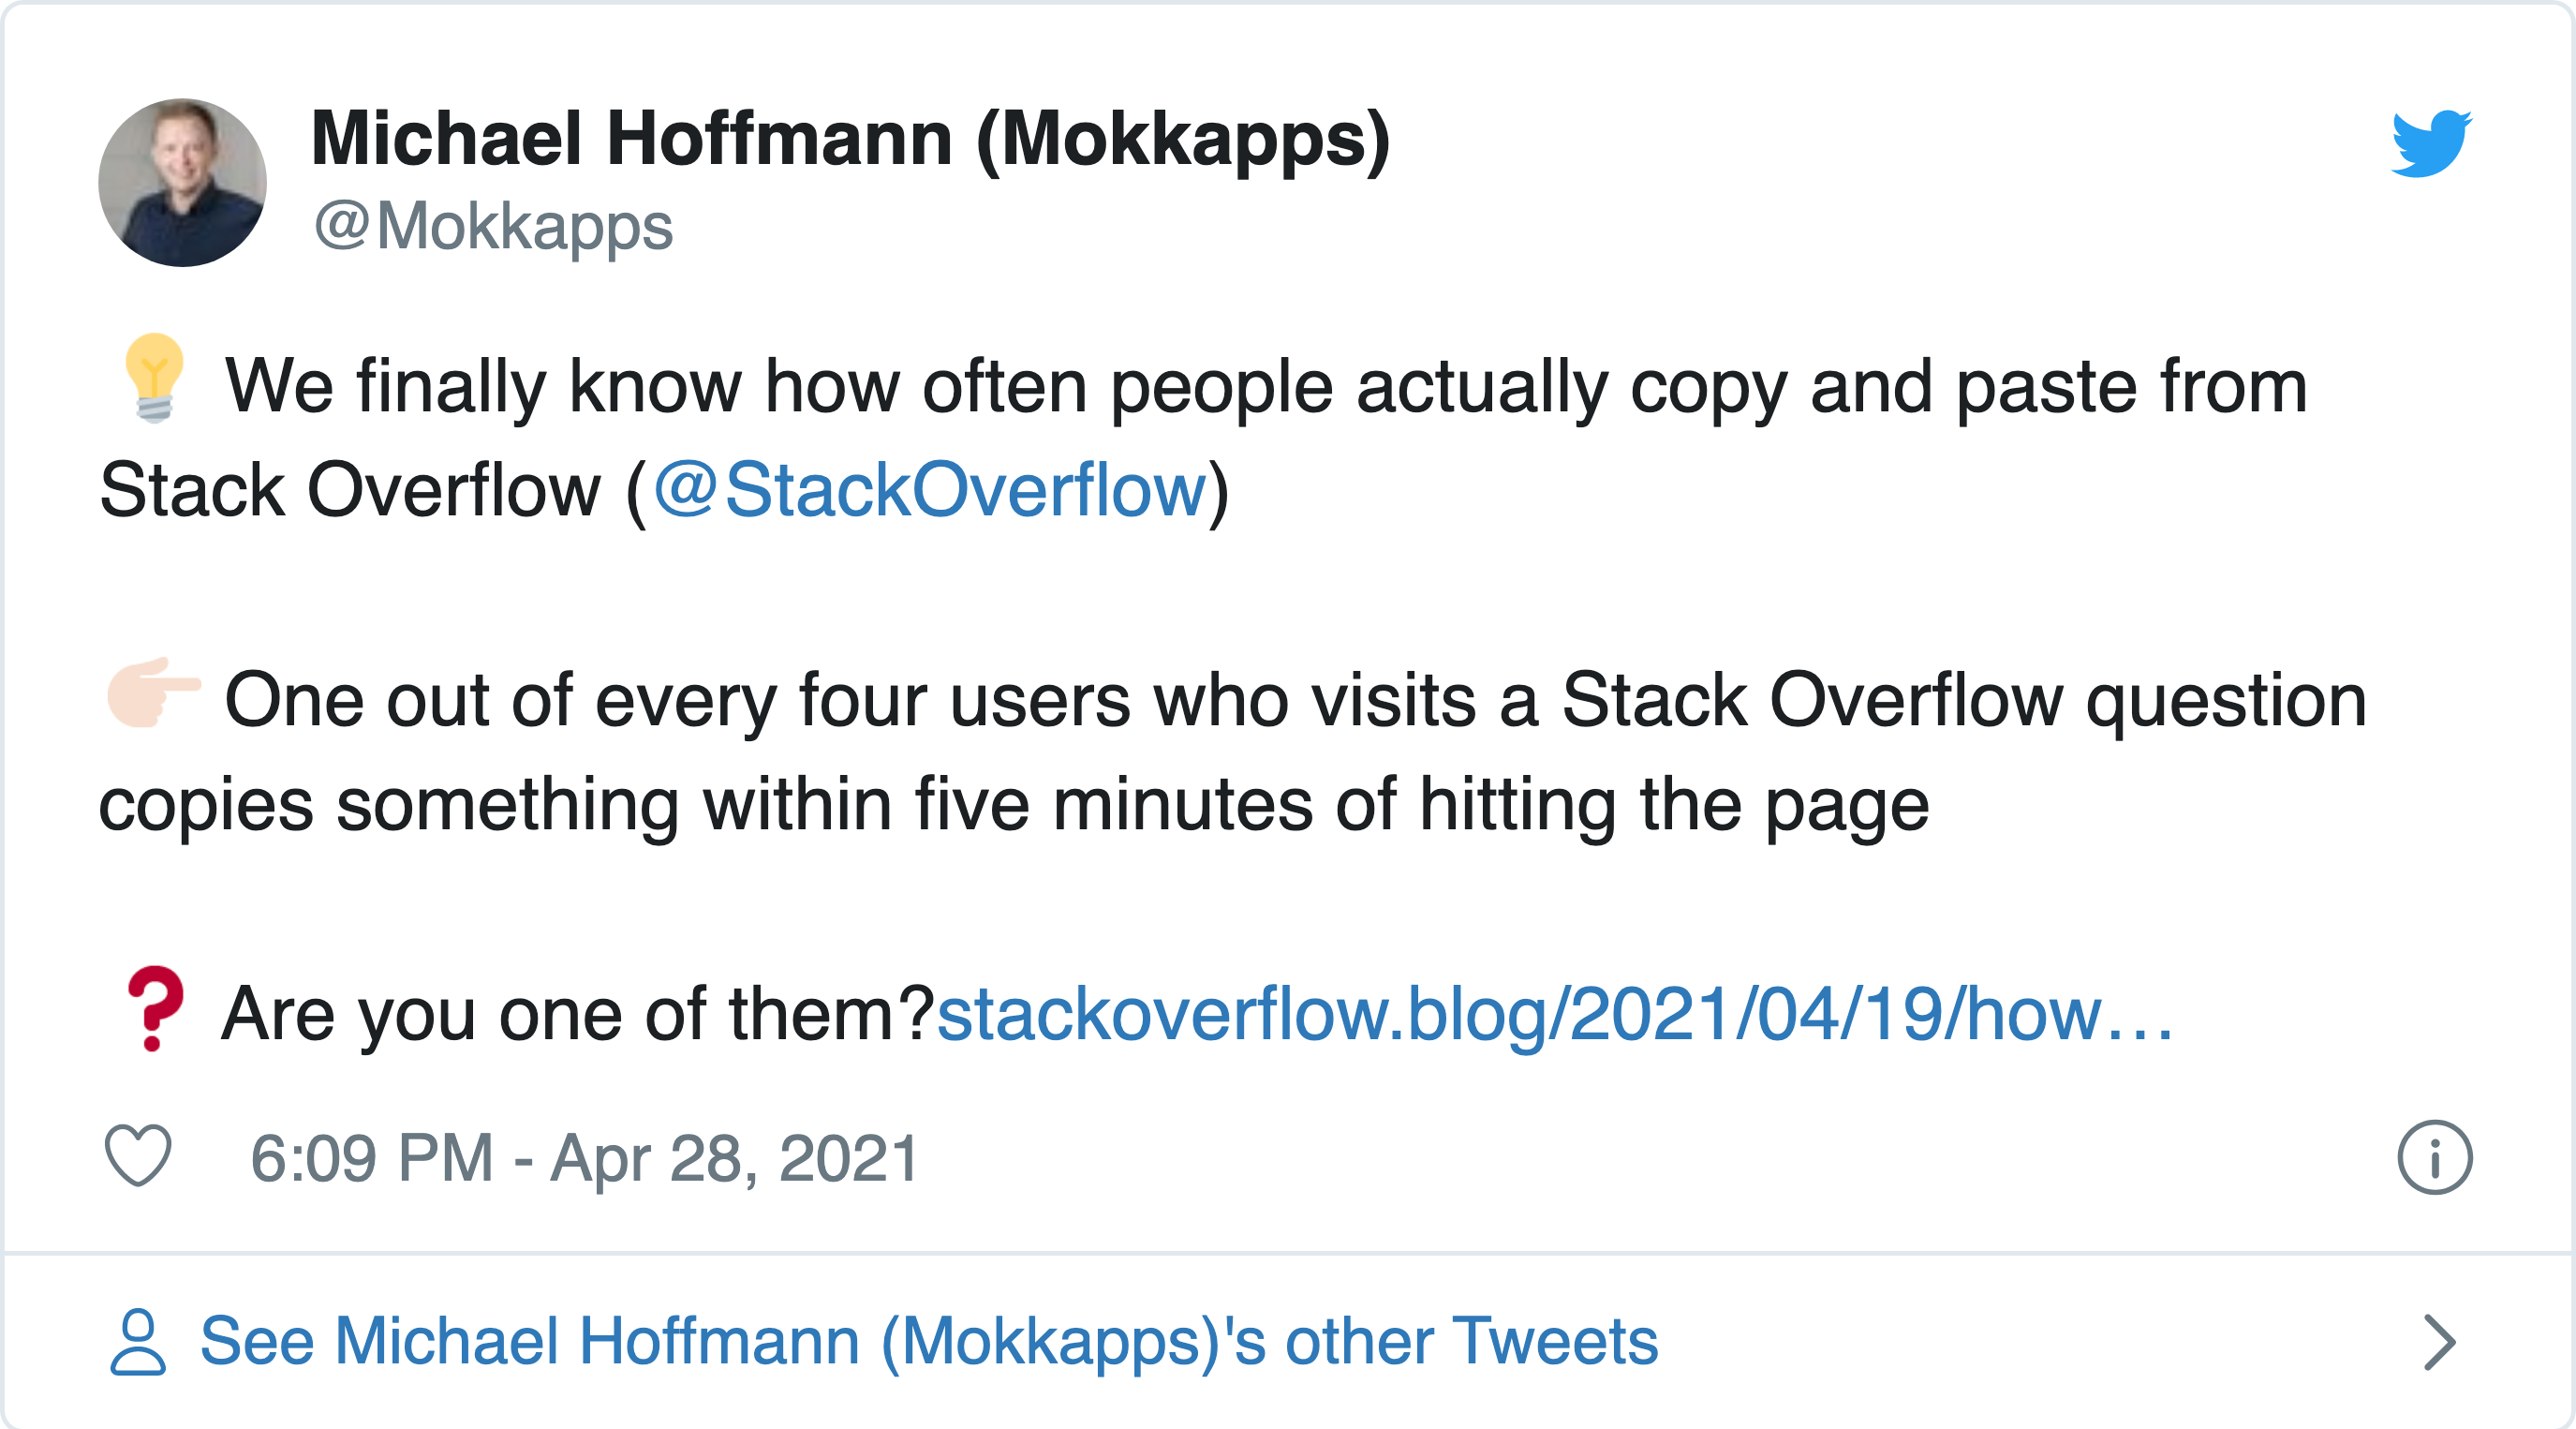 Michael Hoffmann (Mokkapps)
@Mokkapps
💡 We finally know how often people actually copy and paste from
Stack Overflow (@StackOverflow)
👉🏻 One out of every four users who visits a Stack Overflow question
copies something within five minutes of hitting the page
❓ Are you one of them?stackoverflow.blog/2021/04/19/how…
6:09 PM - Apr 28, 2021
See Michael Hoffmann (Mokkapps)'s other Tweets